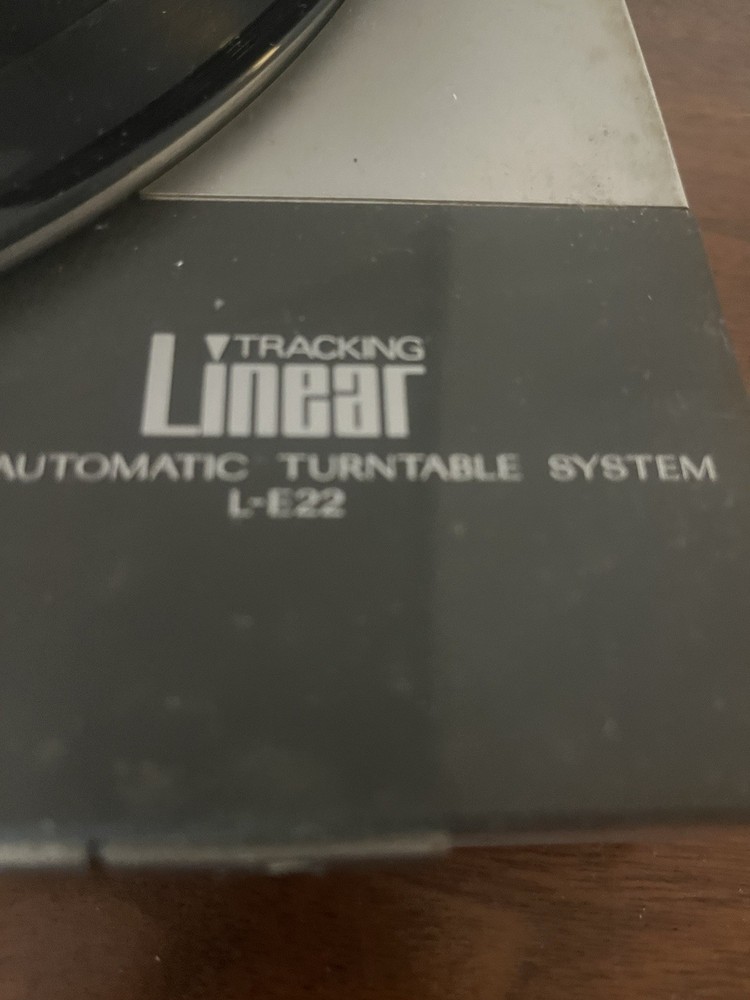 TRACKING
Linear
AUTOMATIC TURNTABLE SYSTEM
L-E22